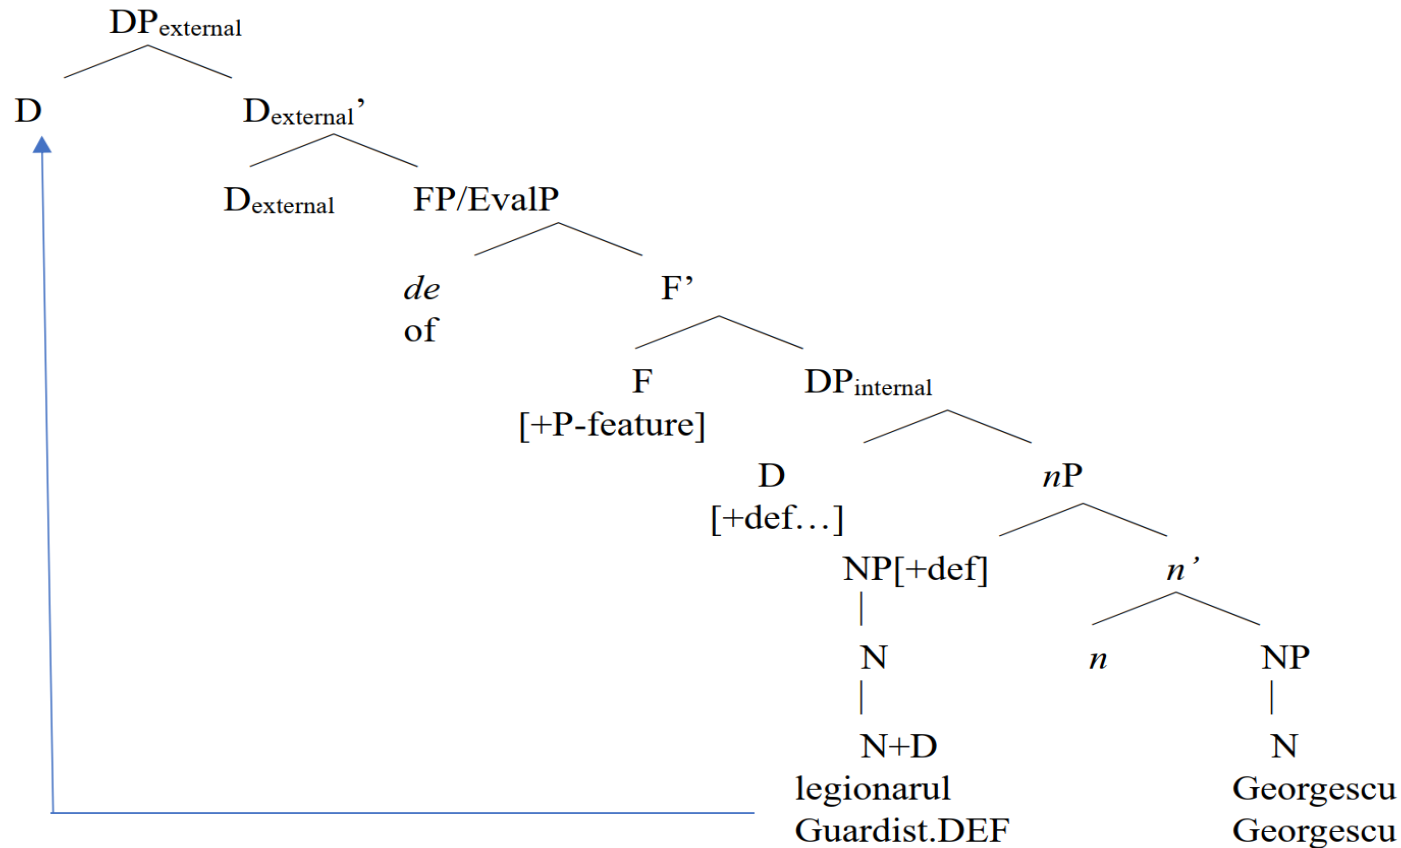 DPexternal
D Dexternal’
Dexternal FP/EvalP
de F’
of
F DPinternal
[+P-feature]
D nP
[+def…]
NP[+def] n’
|
N n NP
| |
N+D N
legionarul Georgescu
Guardist.DEF Georgescu